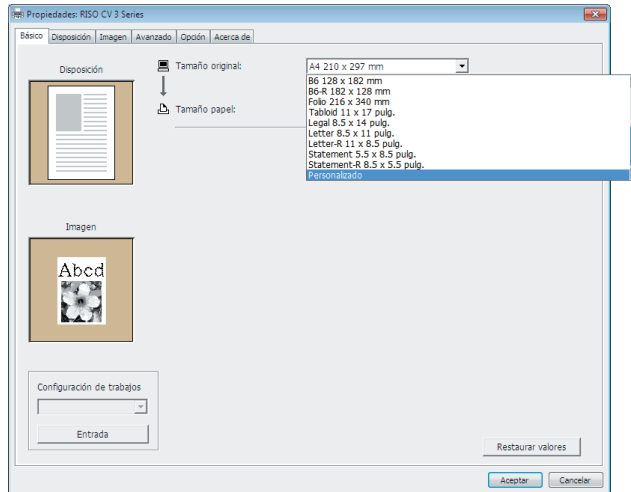 Propiedades: RISO CV 3 Series
Básico Disposición Imagen Avanzado Opción Acerca de
Disposición
Tamaño original:
A4 210 x 297 mm
B6 128 x 182 mm
B6-R 182 x 128 mm
Folio 216 x 340 mm
Tabloid 11 x 17 pulg.
Legal 8.5 x 14 pulg.
Letter 8.5 x 11 pulg.
Letter-R 11 x 8.5 pulg.
Statement 5.5 x 8.5 pulg.
Statement-R 8.5 x 5.5 pulg.
Personalizado
Tamaño papel:
Imagen
Abcd
Configuración de trabajos
Entrada
Restaurar valores
Aceptar Cancelar